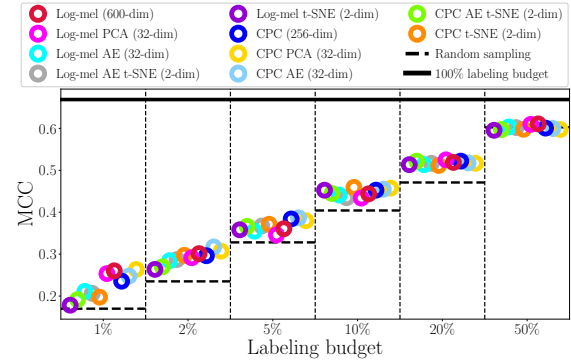 Log-mel (600-dim) Log-mel t-SNE (2-dim) CPC AE t-SNE (2-dim)
Log-mel PCA (32-dim) CPC (256-dim) CPC t-SNE (2-dim)
Log-mel AE (32-dim) CPC PCA (32-dim) Random sampling
Log-mel AE t-SNE (2-dim) CPC AE (32-dim) 100% labeling budget
MCC
0.6
0.5
0.4
0.3
0.2
1% 2% 5% 10% 20% 50%
Labeling budget